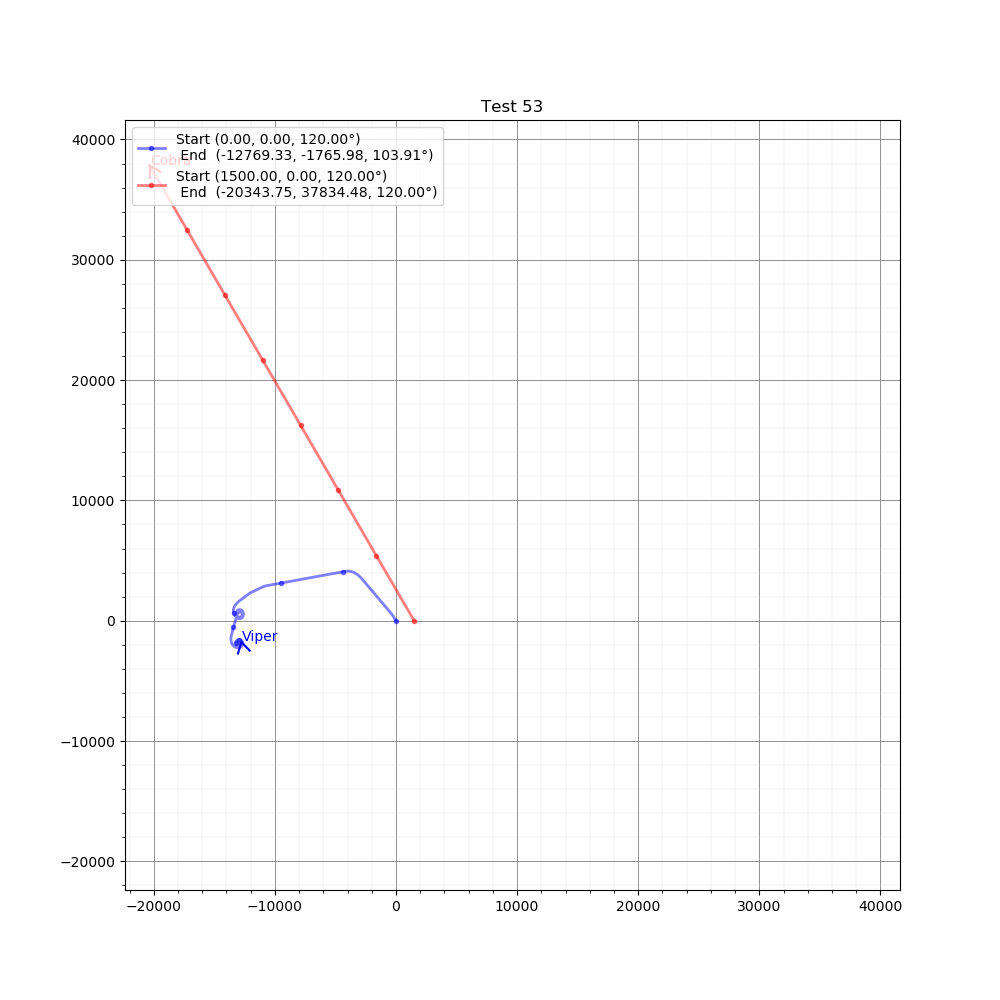 Test 53
Start (0.00, 0.00, 120.00°)
End  (-12769.33, -1765.98, 103.91°)
Start (1500.00, 0.00, 120.00°)
End  (-20343.75, 37834.48, 120.00°)
Cobra
Viper
40000
30000
20000
10000
0
−10000
−20000
−20000 −10000 0 10000 20000 30000 40000